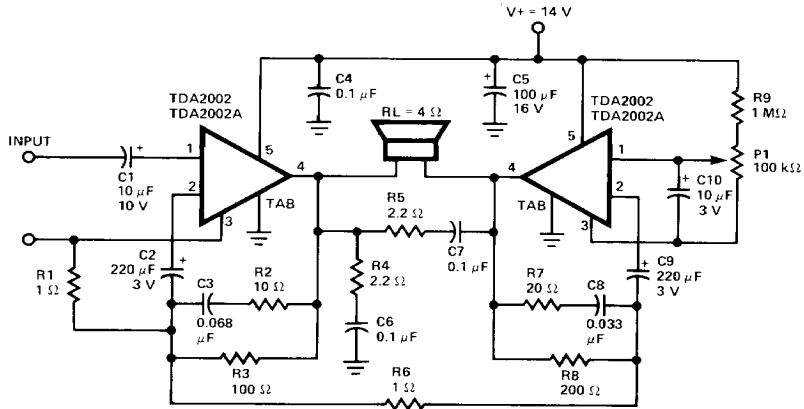 V+ = 14 V
C4
0.1 µF
C5
100 µF
16 V
+
TDA2002
TDA2002A
RL = 4 Ω
TDA2002
TDA2002A
R9
1 MΩ
INPUT
+
1
5
4
2
3
TAB
C1
10 µF
10 V
5
1
4
2
3
TAB
P1
100 kΩ
+
C10
10 µF
3 V
R5
2.2 Ω
C7
0.1 µF
R1
1 Ω
C2
220 µF
3 V
+
C3
0.068
µF
R2
10 Ω
R4
2.2 Ω
C6
0.1 µF
R7
20 Ω
C8
0.033
µF
+
C9
220 µF
3 V
R3
100 Ω
R6
1 Ω
R8
200 Ω